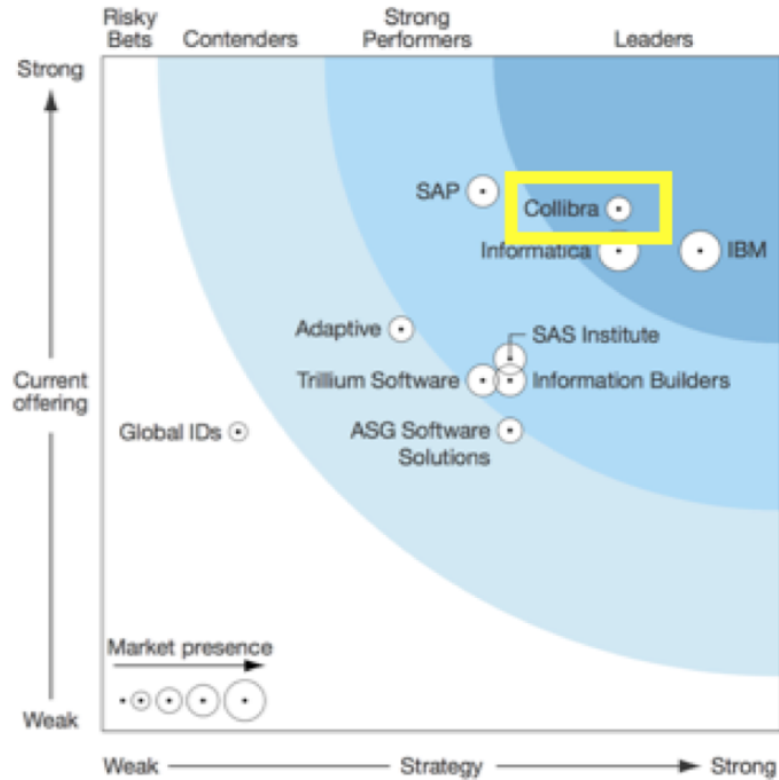 Risky
Bets
Contenders
Strong
Performers
Leaders
Strong
SAP
Collibra
Informatica
IBM
Adaptive
SAS Institute
Current
offering
Trillium Software
Information Builders
Global IDs
ASG Software
Solutions
Market presence
Weak
Weak
Strategy
Strong